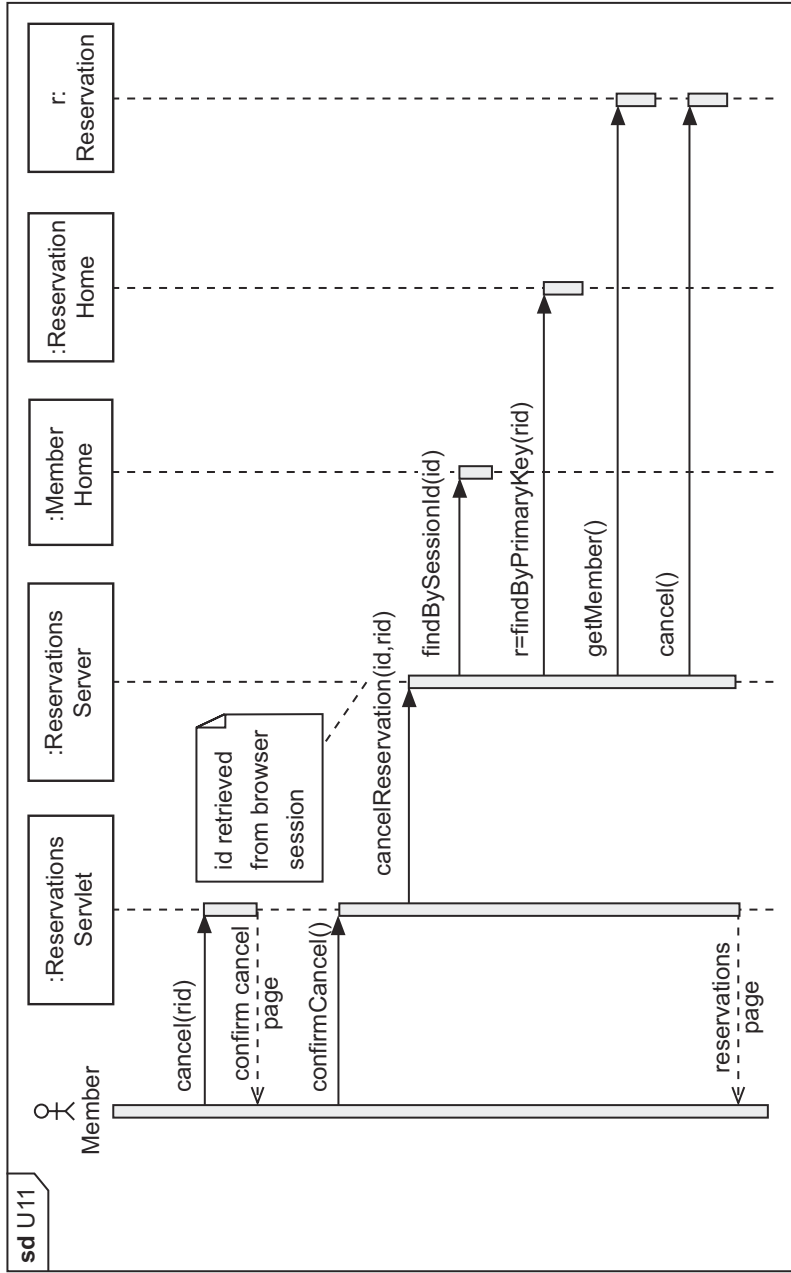 sd U11
Member
:Reservations
Servlet
:Reservations
Server
:Member
Home
:Reservation
Home
r:
Reservation
cancel(rid)
confirm cancel
page
id retrieved
from browser
session
confirmCancel()
cancelReservation(id,rid)
findBySessionId(id)
r=findByPrimaryKey(rid)
getMember()
cancel()
reservations
page